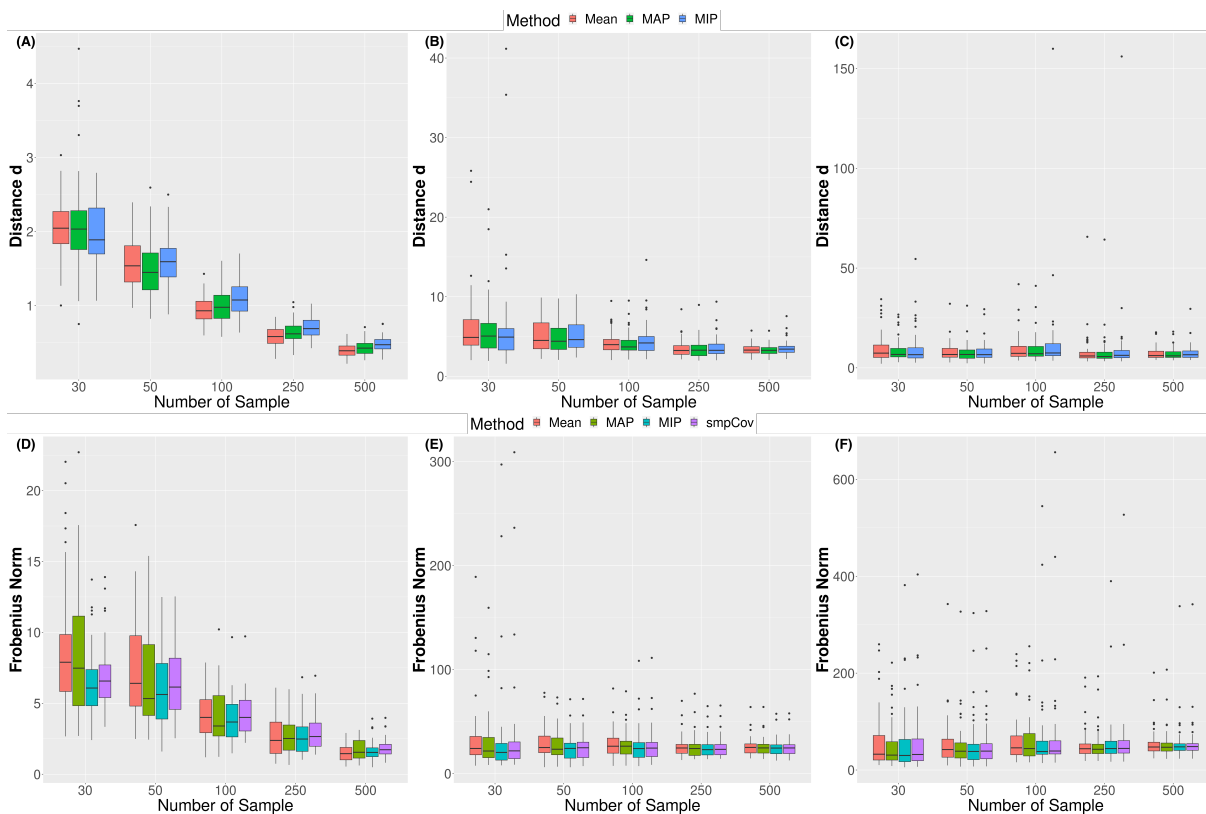 Method Mean MAP MIP
(A) (B) (C)
Distance d Distance d Distance d
4 40 150
3 30 100
2 20 50
1 10 0
0
30 50 100 250 500 30 50 100 250 500 30 50 100 250 500
Number of Sample Number of Sample Number of Sample
Method Mean MAP MIP smpCov
(D) (E) (F)
Frobenius Norm Frobenius Norm Frobenius Norm
20 300 600
15 200 400
10 100 200
5 0 0
0
30 50 100 250 500 30 50 100 250 500 30 50 100 250 500
Number of Sample Number of Sample Number of Sample